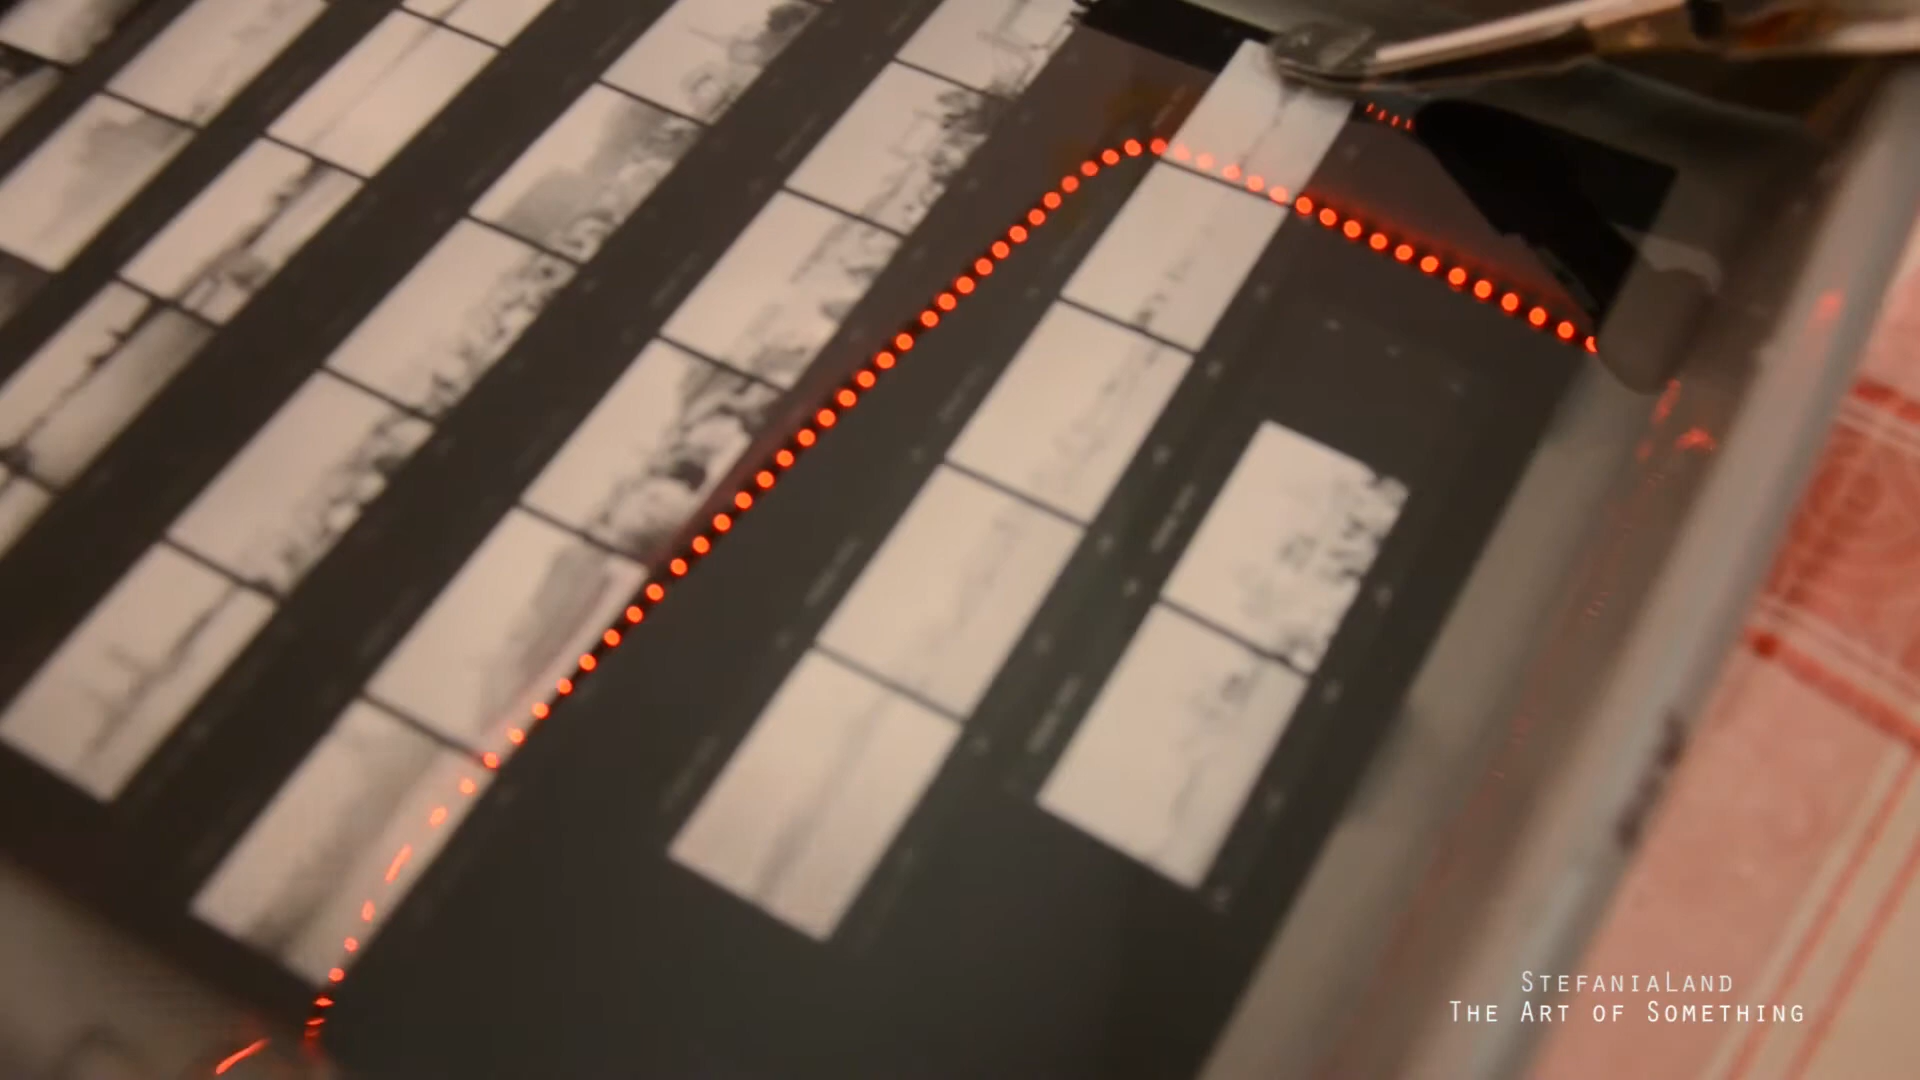 StefaniaLand
The Art of Something